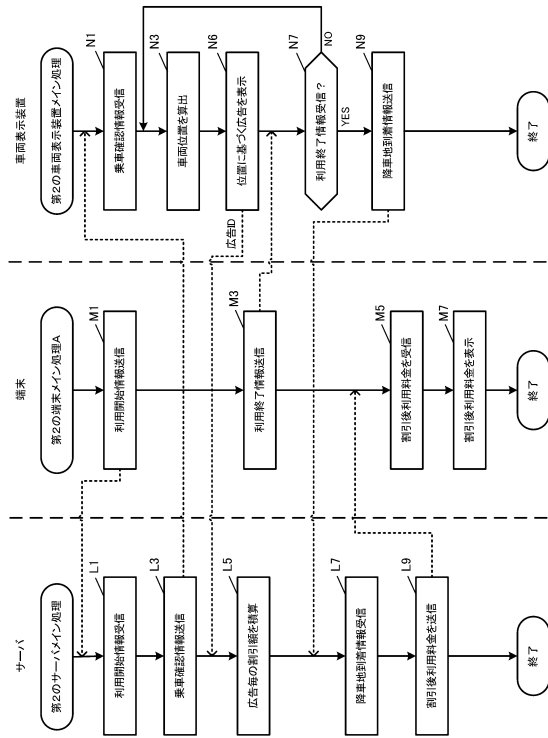 サーバ
第2のサーバメイン処理
L1
利用開始情報受信
L3
乗車確認情報送信
L5
広告毎の割引額を積算
L7
降車地到着情報受信
L9
割引後利用料金を送信
終了
端末
第2の端末メイン処理A
M1
利用開始情報送信
M3
利用終了情報送信
M5
割引後利用料金を受信
M7
割引後利用料金を表示
終了
車両表示装置
第2の車両表示装置メイン処理
N1
乗車確認情報受信
N3
車両位置を算出
N6
位置に基づく広告を表示
広告ID
N7
利用終了情報受信?
NO
YES
N9
降車地到着情報送信
終了